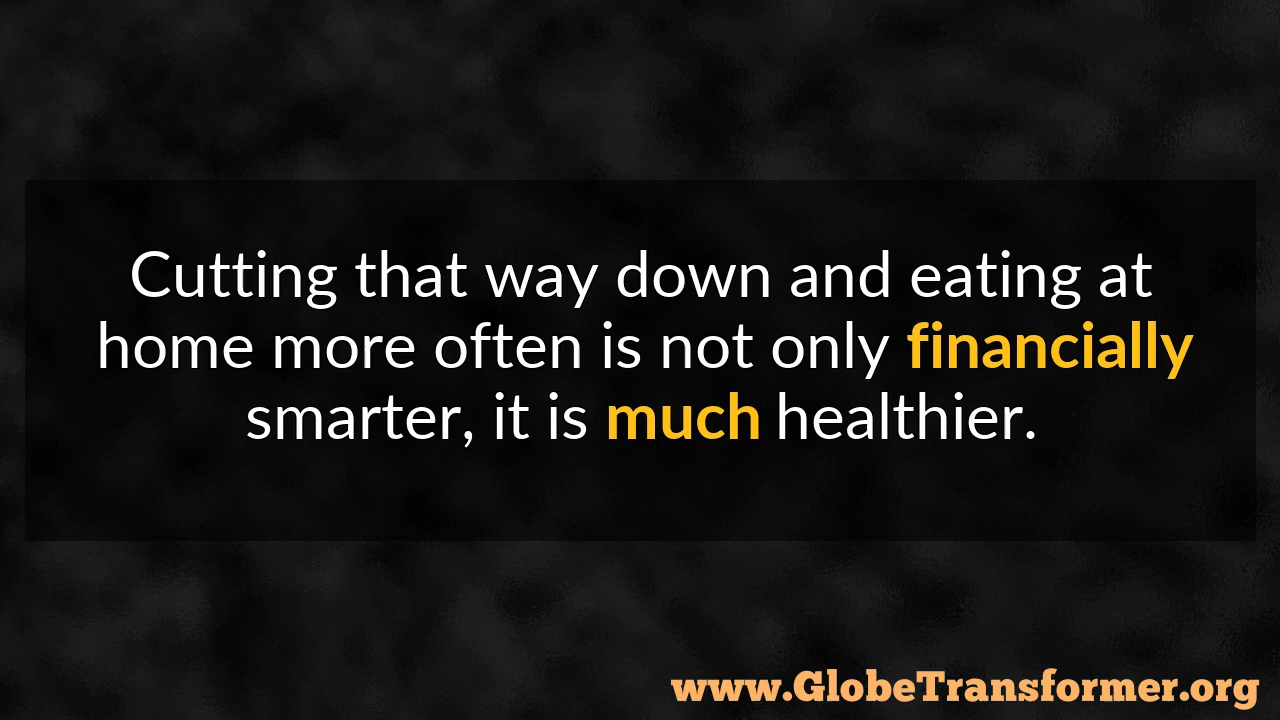 Cutting that way down and eating at
home more often is not only financially
smarter, it is much healthier.
www.GlobeTransformer.org